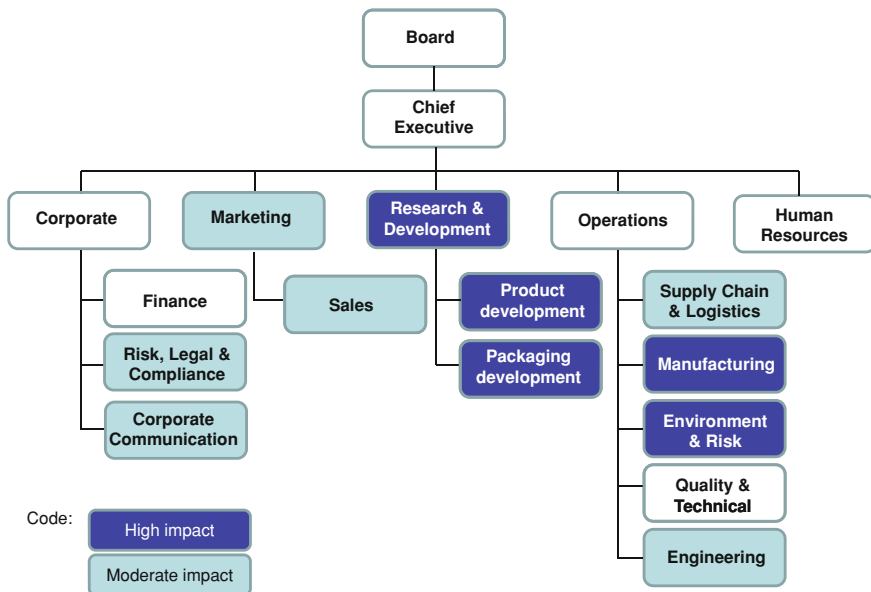 Board
Chief
Executive
Corporate
Marketing
Research &
Development
Operations
Human
Resources
Finance
Risk, Legal &
Compliance
Corporate
Communication
Sales
Product
development
Packaging
development
Supply Chain
& Logistics
Manufacturing
Environment
& Risk
Quality &
Technical
Engineering
Code:
High impact
Moderate impact